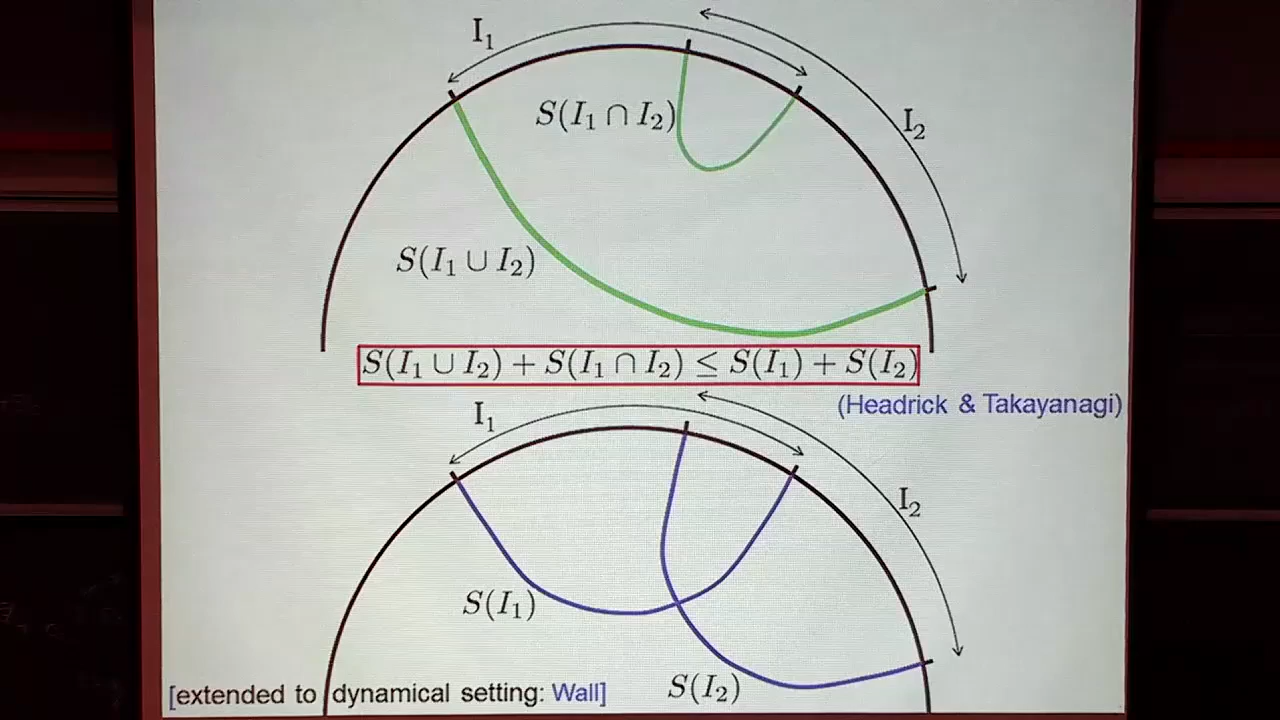 I₁
S(I₁ ∩ I₂)
I₂
S(I₁ ∪ I₂)
S(I₁ ∪ I₂) + S(I₁ ∩ I₂) ≤ S(I₁) + S(I₂)
(Headrick & Takayanagi)
I₁
I₂
S(I₁)
S(I₂)
[extended to dynamical setting: Wall]